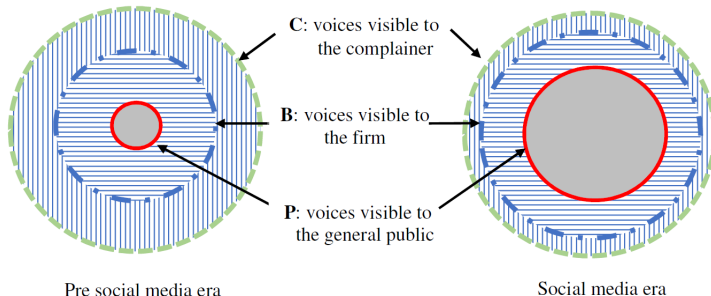 C: voices visible to
the complainer
B: voices visible to
the firm
P: voices visible to
the general public
Pre social media era
Social media era